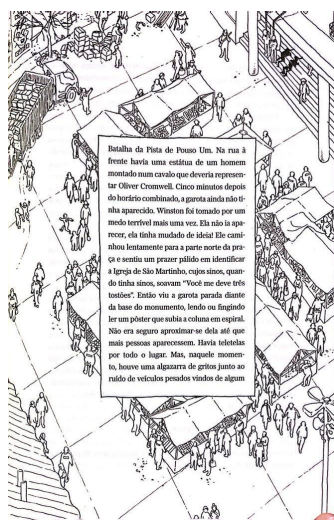 Batalha da Pista de Pouso Um. Na rua à
frente havia uma estátua de um homem
montado num cavalo que deveria represen-
tar Oliver Cromwell. Cinco minutos depois
do horário combinado, a garota ainda não ti-
nha aparecido. Winston foi tomado por um
medo terrível mais uma vez. Ela não ia apa-
recer, ela tinha mudado de ideia! Ele cami-
nhou lentamente para a parte norte da pra-
ça e sentiu um prazer pálido em identificar
a Igreja de São Martinho, cujos sinos, quan-
do tinha sinos, soavam “Você me deve três
tostões”. Então viu a garota parada diante
da base do monumento, lendo ou fingindo
ler um pôster que subia a coluna em espiral.
Não era seguro aproximar-se dela até que
mais pessoas aparecessem. Havia teletelas
por todo o lugar. Mas, naquele momen-
to, houve uma algazarra de gritos junto ao
ruído de veículos pesados vindos de algum